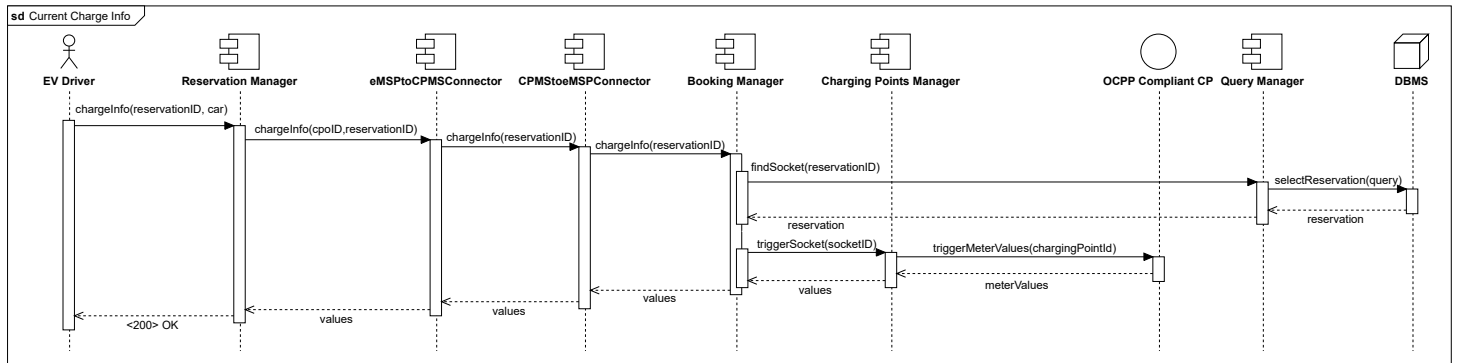 sd Current Charge Info
EV Driver
Reservation Manager
eMSPtoCPMSConnector
CPMStoeMSPConnector
Booking Manager
Charging Points Manager
OCPP Compliant CP
Query Manager
DBMS
chargeInfo(reservationID, car)
chargeInfo(cpoID,reservationID)
chargeInfo(reservationID)
chargeInfo(reservationID)
findSocket(reservationID)
selectReservation(query)
reservation
reservation
triggerSocket(socketID)
triggerMeterValues(chargingPointId)
meterValues
values
values
values
values
<200> OK